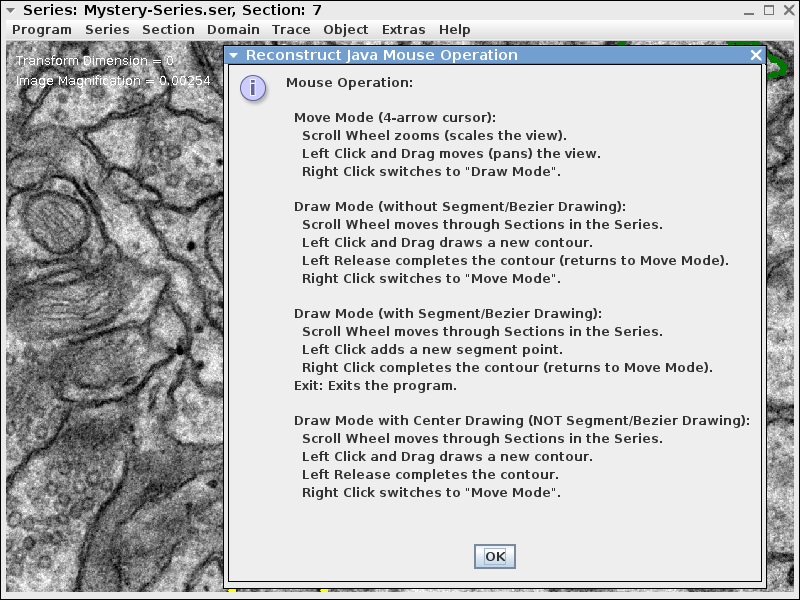 Series: Mystery-Series.ser, Section: 7
Program Series Section Domain Trace Object Extras Help
Transform Dimension = 0
Image Magnification = 0.00254
Reconstruct Java Mouse Operation
i
Mouse Operation:
Move Mode (4-arrow cursor):
Scroll Wheel zooms (scales the view).
Left Click and Drag moves (pans) the view.
Right Click switches to "Draw Mode".
Draw Mode (without Segment/Bezier Drawing):
Scroll Wheel moves through Sections in the Series.
Left Click and Drag draws a new contour.
Left Release completes the contour (returns to Move Mode).
Right Click switches to "Move Mode".
Draw Mode (with Segment/Bezier Drawing):
Scroll Wheel moves through Sections in the Series.
Left Click adds a new segment point.
Right Click completes the contour (returns to Move Mode).
Exit: Exits the program.
Draw Mode with Center Drawing (NOT Segment/Bezier Drawing):
Scroll Wheel moves through Sections in the Series.
Left Click and Drag draws a new contour.
Left Release completes the contour.
Right Click switches to "Move Mode".
OK